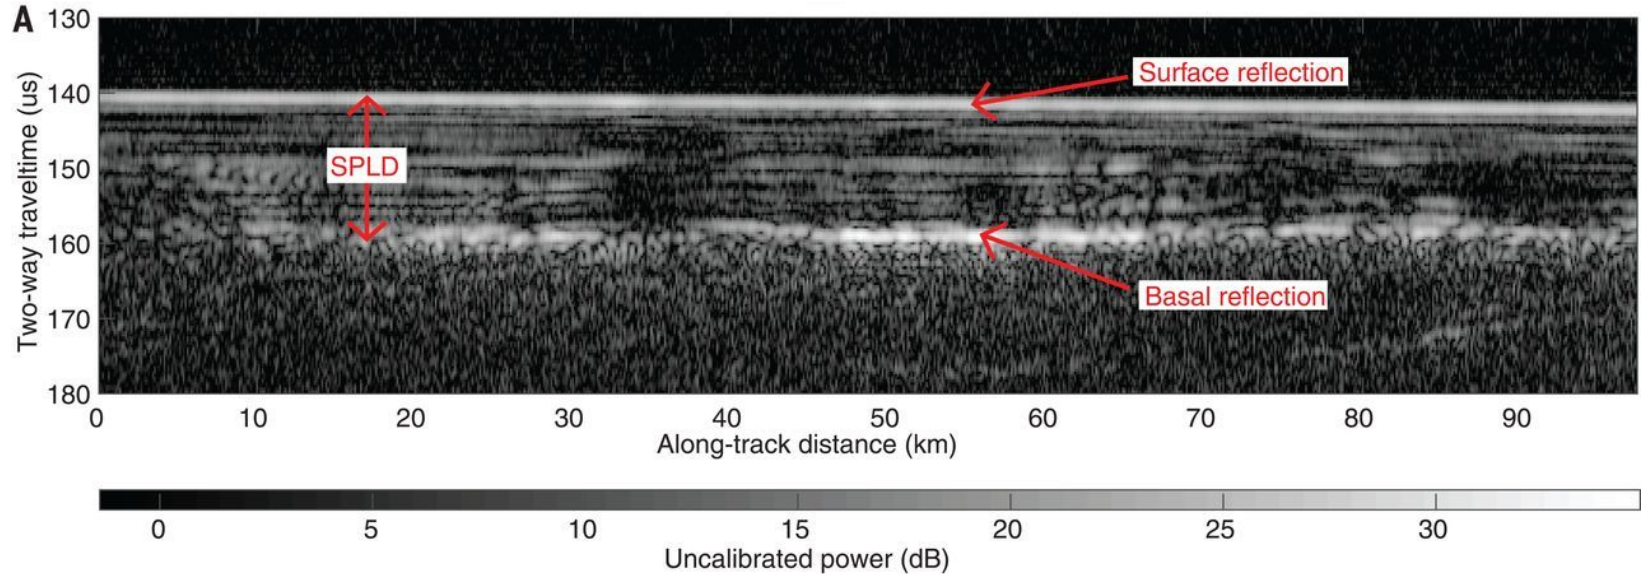 A
130
140
150
160
170
180
Two-way traveltime (us)
Surface reflection
SPLD
Basal reflection
0 10 20 30 40 50 60 70 80 90
Along-track distance (km)
0 5 10 15 20 25 30
Uncalibrated power (dB)